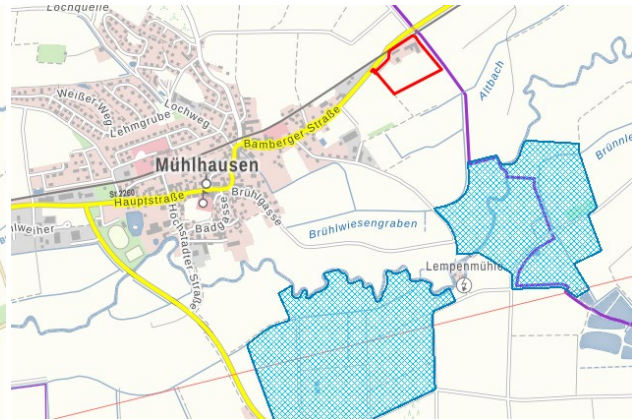 Lochquelle
Weißer-Weg
Lehmgrube
Lochweg
Altbach
Bamberger-Straße
Mühlhausen
St 2260
Hauptstraße
Brühlgasse
Badgasse
Höchstadter-Straße
Brühlwiesengraben
Brünnle
lweiher
Lempenmühle